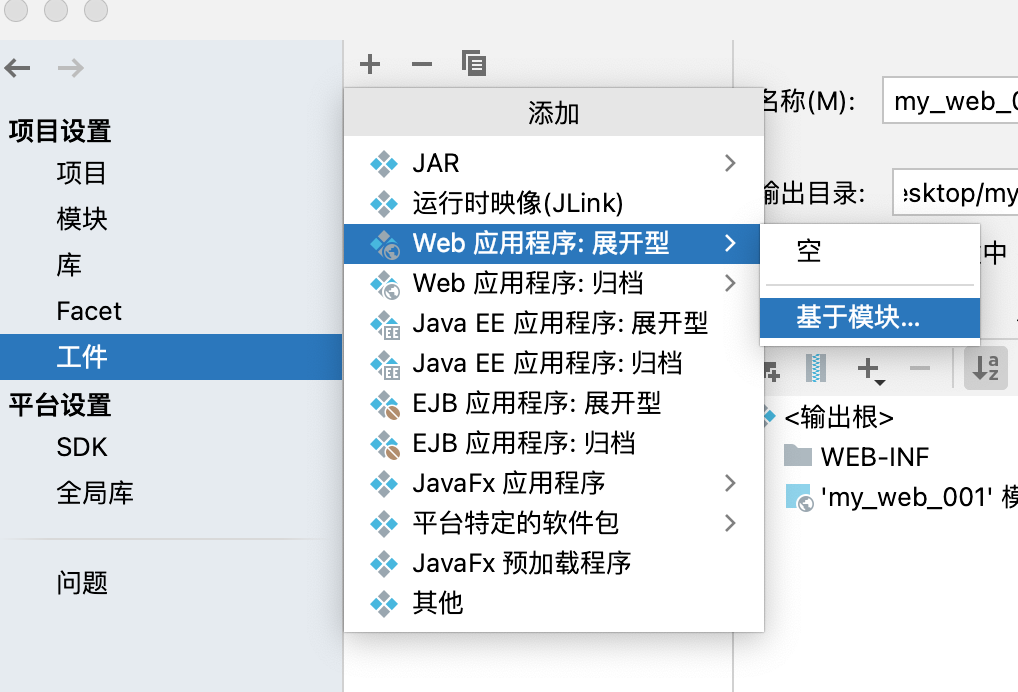 项目设置
项目
模块
库
Facet
工件
平台设置
SDK
全局库
问题
添加
JAR
运行时映像(JLink)
Web 应用程序: 展开型
Web 应用程序: 归档
Java EE 应用程序: 展开型
Java EE 应用程序: 归档
EJB 应用程序: 展开型
EJB 应用程序: 归档
JavaFx 应用程序
平台特定的软件包
JavaFx 预加载程序
其他
空
基于模块...
名称(M):
my_web_0
输出目录:
esktop/my
中
<输出根>
WEB-INF
'my_web_001' 模